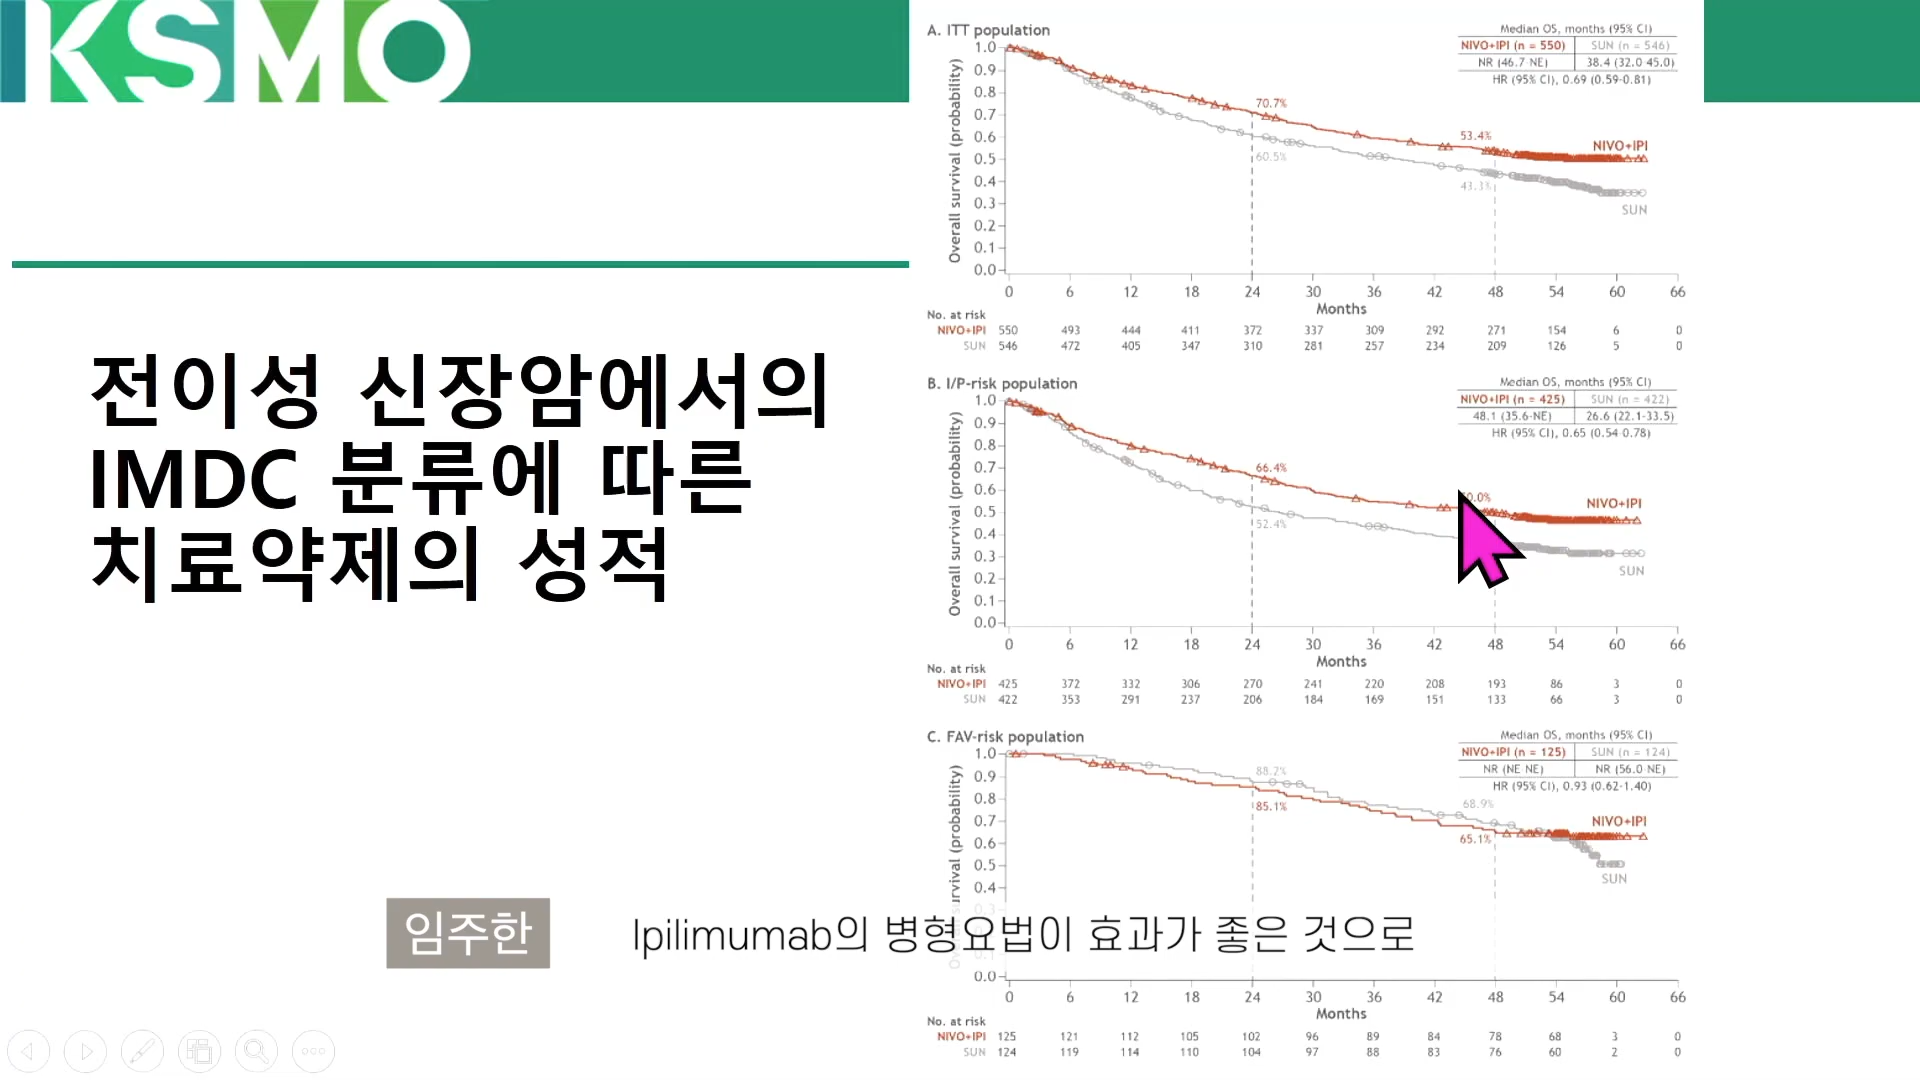 KSMO
전이성 신장암에서의
IMDC 분류에 따른
치료약제의 성적
A. ITT population
Median OS, months (95% CI)
NIVO+IPI (n = 550) SUN (n = 546)
NR (46.7-NE) 38.4 (32.0-45.0)
HR (95% CI), 0.69 (0.59-0.81)
Overall survival (probability)
1.0
0.9
0.8
0.7
0.6
0.5
0.4
0.3
0.2
0.1
0.0
70.7%
60.5%
53.4%
43.3%
NIVO+IPI
SUN
0 6 12 18 24 30 36 42 48 54 60 66
Months
No. at risk
NIVO+IPI 550 493 444 411 372 337 309 292 271 154 6 0
SUN 546 472 405 347 310 281 257 234 209 126 5 0
B. I/P-risk population
Median OS, months (95% CI)
NIVO+IPI (n = 425) SUN (n = 422)
48.1 (35.6-NE) 26.6 (22.1-33.5)
HR (95% CI), 0.65 (0.54-0.78)
Overall survival (probability)
1.0
0.9
0.8
0.7
0.6
0.5
0.4
0.3
0.2
0.1
0.0
66.4%
52.4%
NIVO+IPI
SUN
0 6 12 18 24 30 36 42 48 54 60 66
Months
No. at risk
NIVO+IPI 425 372 332 306 270 241 220 208 193 86 3 0
SUN 422 353 291 237 206 184 169 151 133 66 3 0
C. FAV-risk population
Median OS, months (95% CI)
NIVO+IPI (n = 125) SUN (n = 124)
NR (NE-NE) NR (56.0-NE)
HR (95% CI), 0.93 (0.62-1.40)
survival (probability)
1.0
0.9
0.8
0.7
0.6
0.5
0.4
0.3
0.1
0.0
88.2%
85.1%
68.9%
65.1%
NIVO+IPI
SUN
임주한 Ipilimumab의 병형요법이 효과가 좋은 것으로
0 6 12 18 24 30 36 42 48 54 60 66
Months
No. at risk
NIVO+IPI 125 121 112 105 102 96 89 84 78 68 3 0
SUN 124 119 114 110 104 97 88 83 76 60 2 0